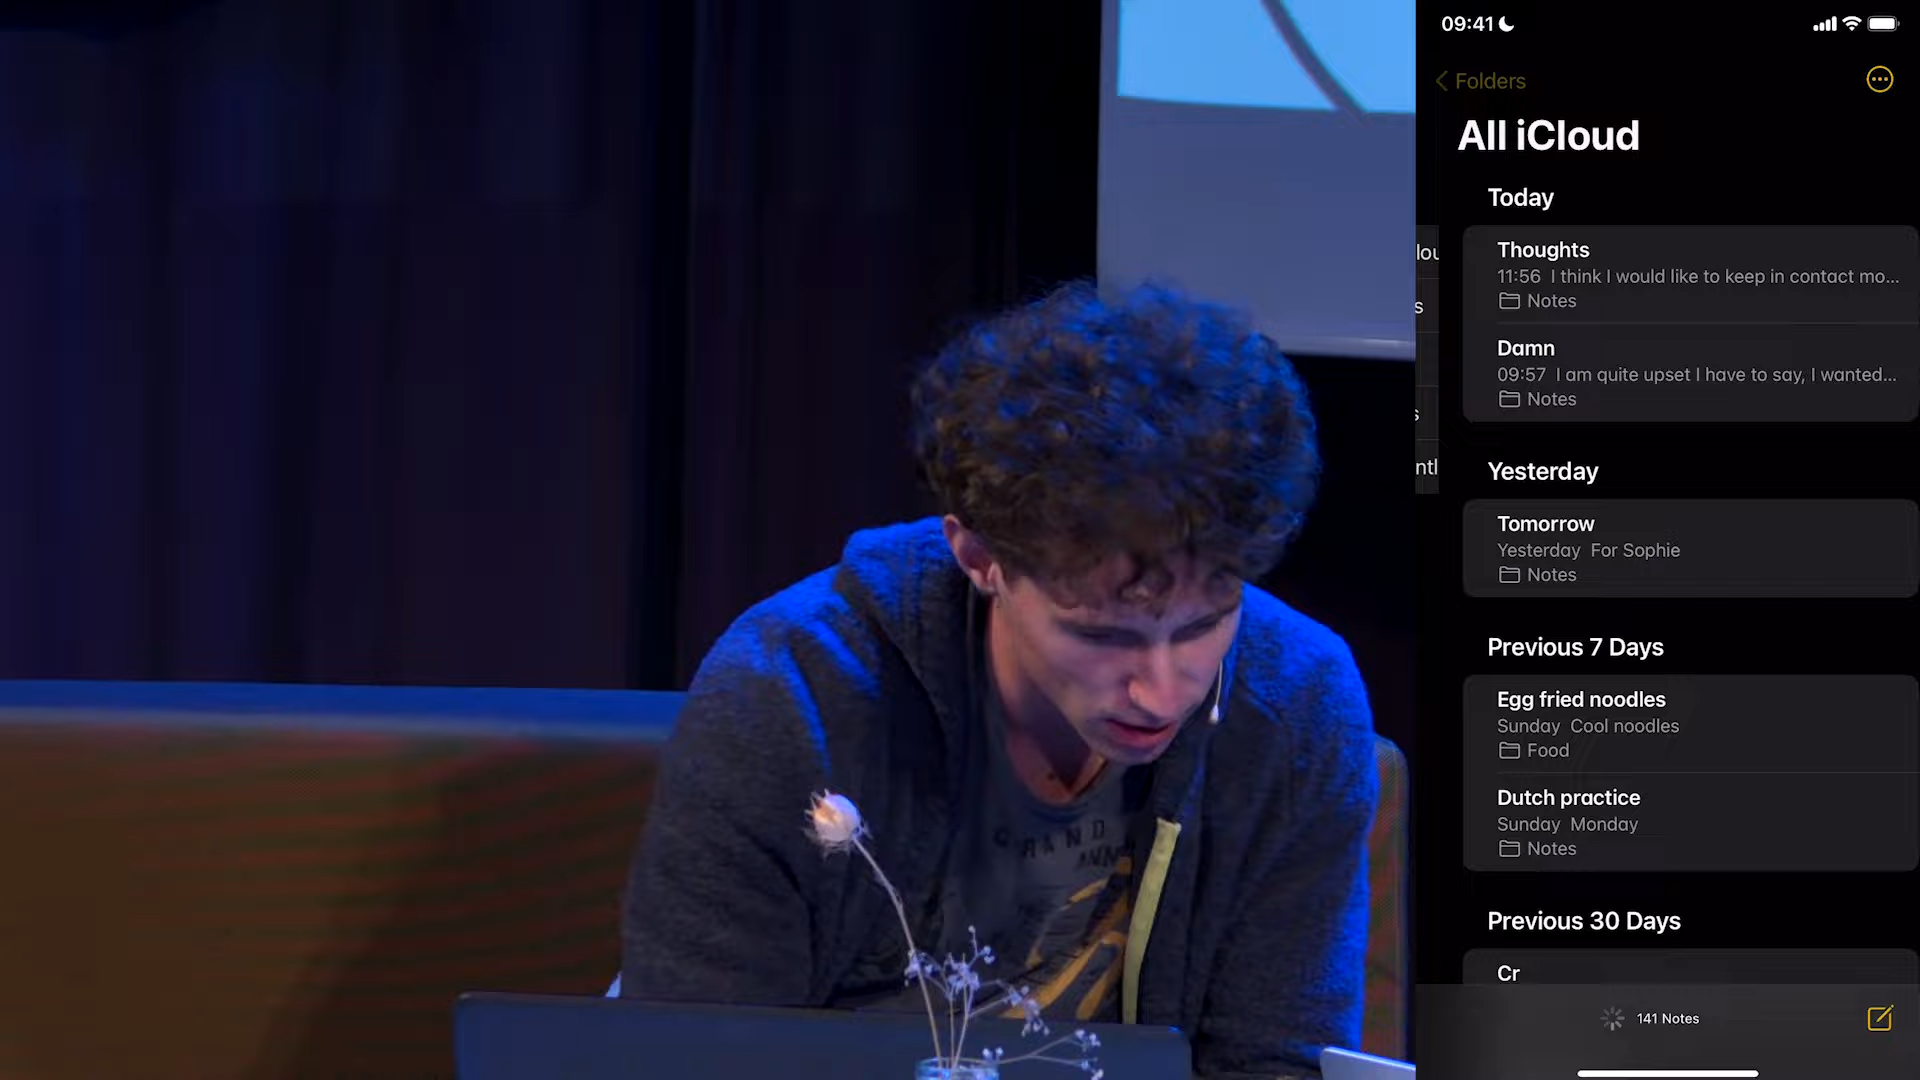 09:41
Folders
All iCloud
Today
Thoughts
11:56 I think I would like to keep in contact mo...
Notes
Damn
09:57 I am quite upset I have to say, I wanted...
Notes
Yesterday
Tomorrow
Yesterday For Sophie
Notes
Previous 7 Days
Egg fried noodles
Sunday Cool noodles
Food
Dutch practice
Sunday Monday
Notes
Previous 30 Days
Cr
141 Notes
lou
s
s
ntl